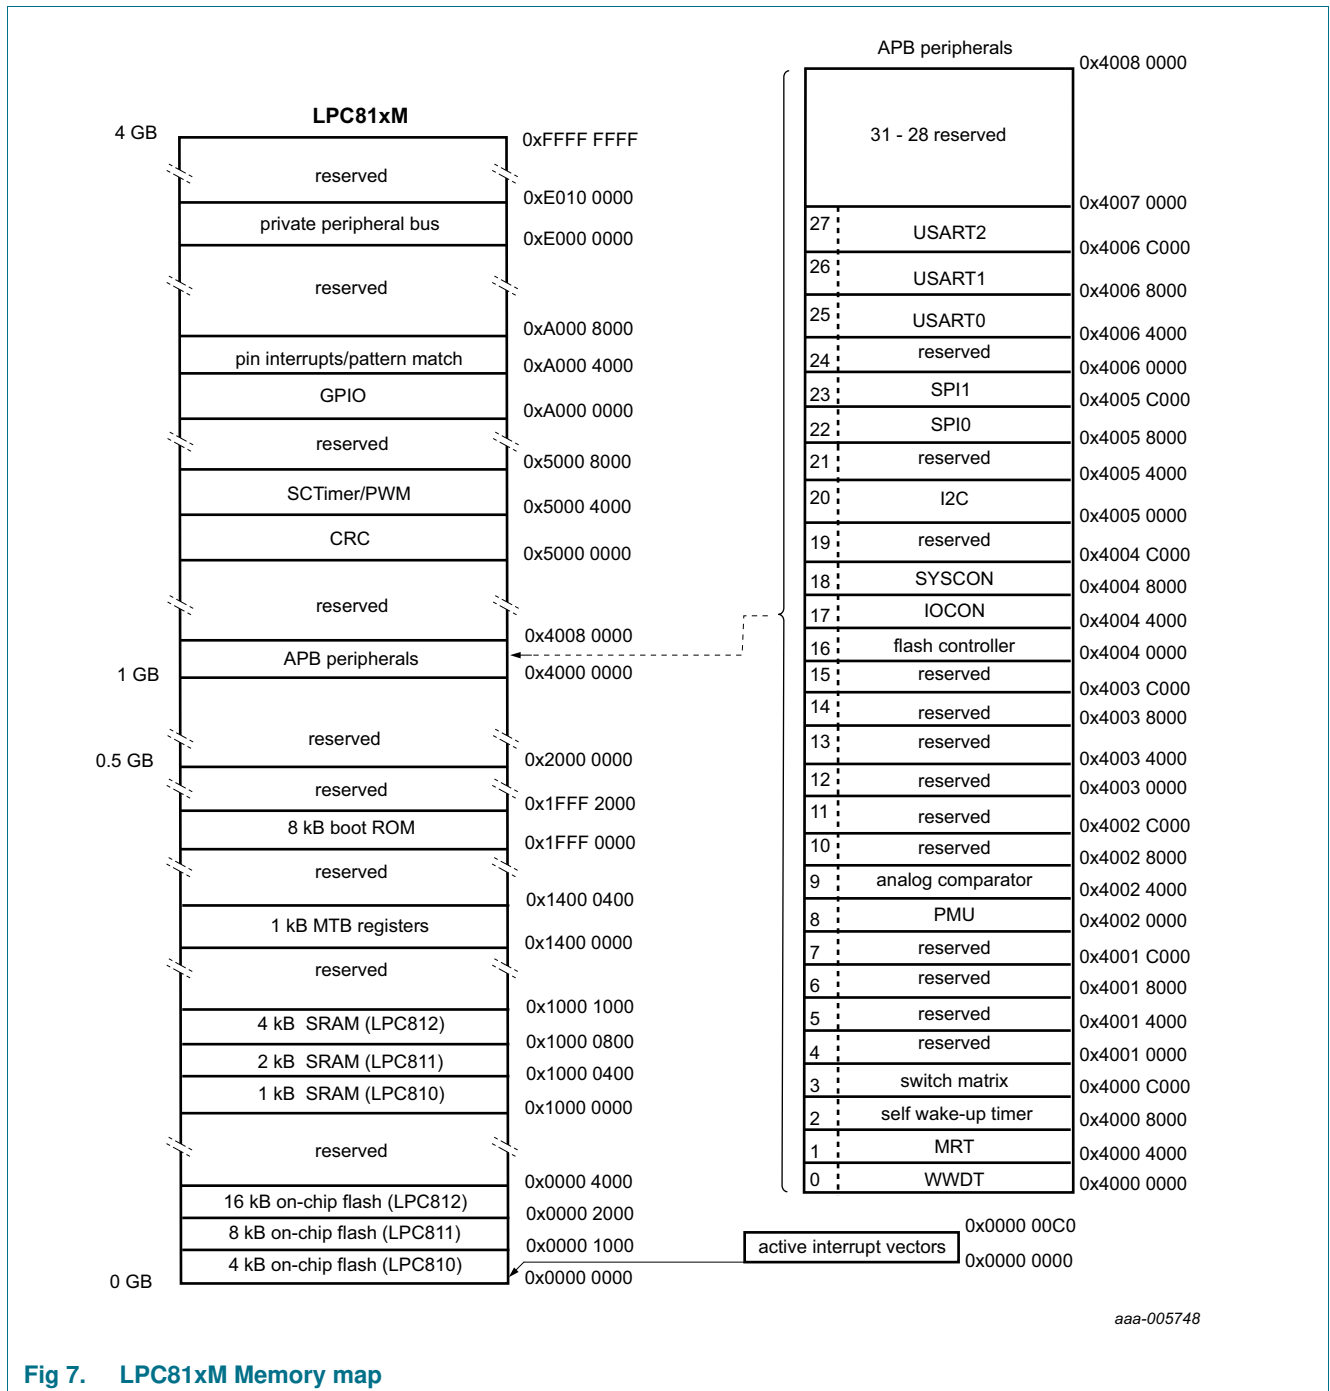 LPC81xM
4 GB
0xFFFF FFFF
reserved
0xE010 0000
private peripheral bus
0xE000 0000
reserved
0xA000 8000
pin interrupts/pattern match
0xA000 4000
GPIO
0xA000 0000
reserved
0x5000 8000
SCTimer/PWM
0x5000 4000
CRC
0x5000 0000
reserved
0x4008 0000
APB peripherals
1 GB
0x4000 0000
reserved
0.5 GB
0x2000 0000
reserved
0x1FFF 2000
8 kB boot ROM
0x1FFF 0000
reserved
0x1400 0400
1 kB MTB registers
0x1400 0000
reserved
0x1000 1000
4 kB SRAM (LPC812)
0x1000 0800
2 kB SRAM (LPC811)
0x1000 0400
1 kB SRAM (LPC810)
0x1000 0000
reserved
0x0000 4000
16 kB on-chip flash (LPC812)
0x0000 2000
8 kB on-chip flash (LPC811)
0x0000 1000
4 kB on-chip flash (LPC810)
0 GB
0x0000 0000
APB peripherals
0x4008 0000
31 - 28 reserved
0x4007 0000
27 USART2
0x4006 C000
26 USART1
0x4006 8000
25 USART0
0x4006 4000
24 reserved
0x4006 0000
23 SPI1
0x4005 C000
22 SPI0
0x4005 8000
21 reserved
0x4005 4000
20 I2C
0x4005 0000
19 reserved
0x4004 C000
18 SYSCON
0x4004 8000
17 IOCON
0x4004 4000
16 flash controller
0x4004 0000
15 reserved
0x4003 C000
14 reserved
0x4003 8000
13 reserved
0x4003 4000
12 reserved
0x4003 0000
11 reserved
0x4002 C000
10 reserved
0x4002 8000
9 analog comparator
0x4002 4000
8 PMU
0x4002 0000
7 reserved
0x4001 C000
6 reserved
0x4001 8000
5 reserved
0x4001 4000
4 reserved
0x4001 0000
3 switch matrix
0x4000 C000
2 self wake-up timer
0x4000 8000
1 MRT
0x4000 4000
0 WWDT
0x4000 0000
0x0000 00C0
active interrupt vectors
0x0000 0000
aaa-005748
Fig 7. LPC81xM Memory map